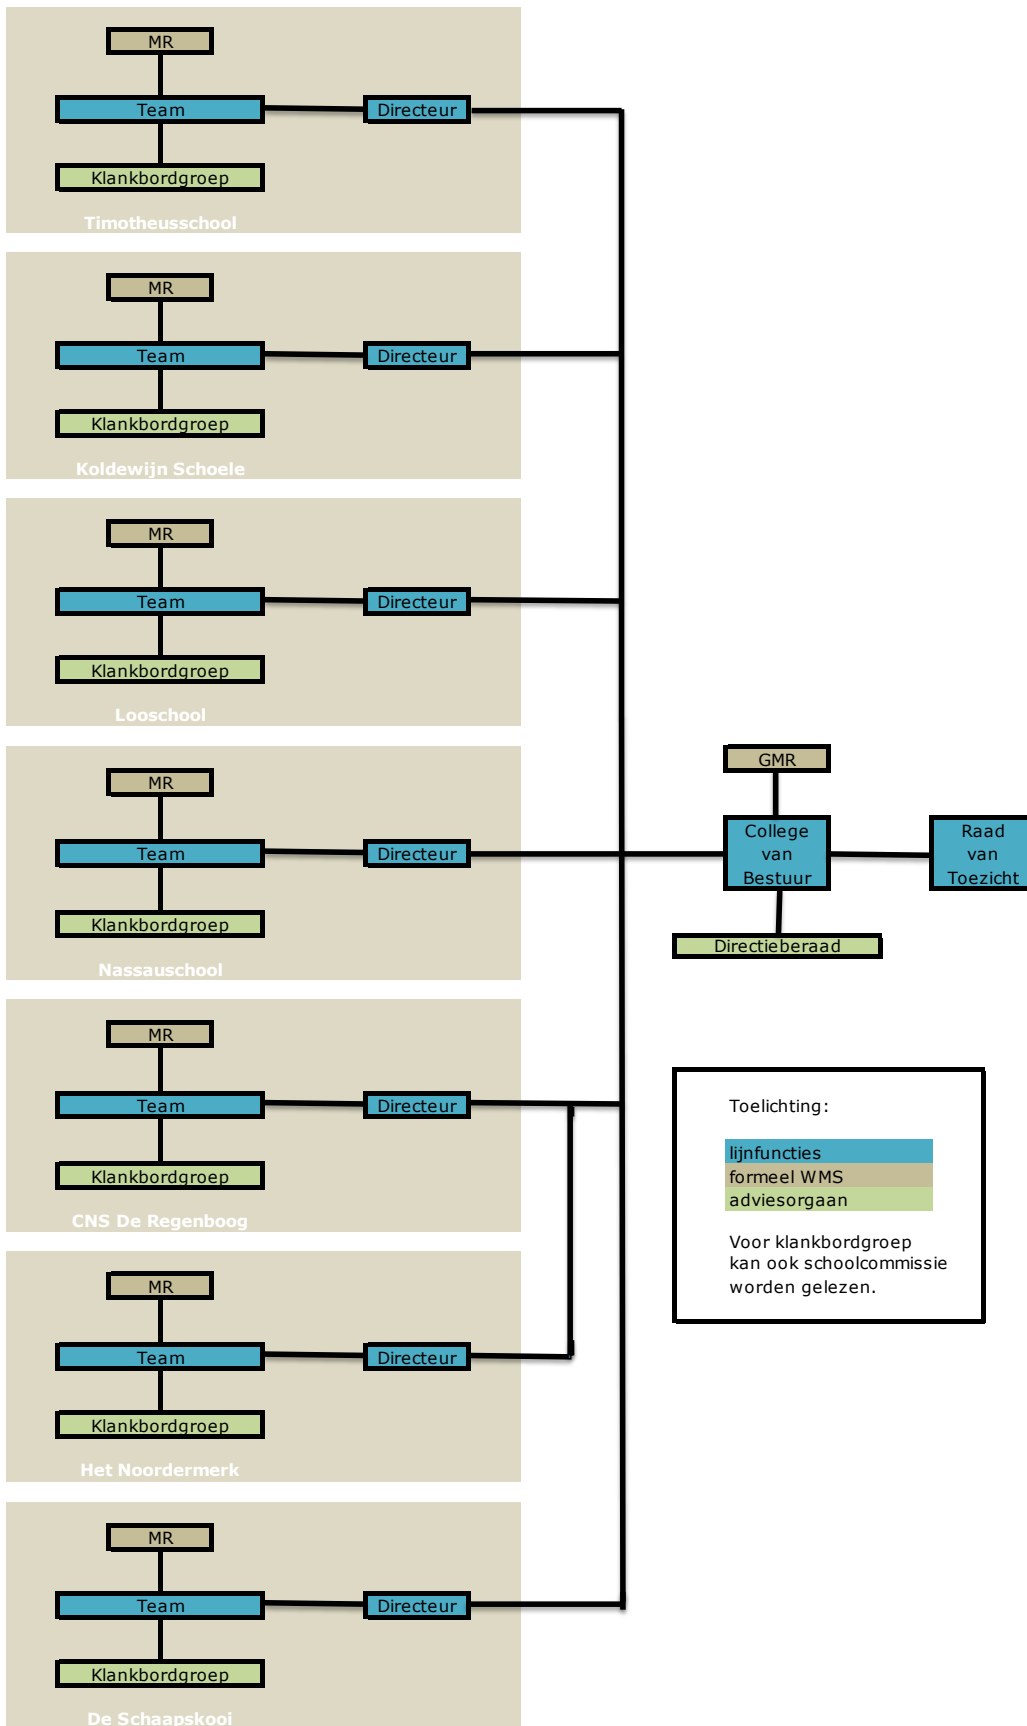 MR
Team
Directeur
Klankbordgroep
Timotheusschool
MR
Team
Directeur
Klankbordgroep
Koldewijn Schoele
MR
Team
Directeur
Klankbordgroep
Looschool
MR
Team
Directeur
Klankbordgroep
Nassauschool
MR
Team
Directeur
Klankbordgroep
CNS De Regenboog
MR
Team
Directeur
Klankbordgroep
Het Noordermerk
MR
Team
Directeur
Klankbordgroep
De Schaapskooi
GMR
College
van
Bestuur
Raad
van
Toezicht
Directieberaad
Toelichting:
lijnfuncties
formeel WMS
adviesorgaan
Voor klankbordgroep
kan ook schoolcommissie
worden gelezen.